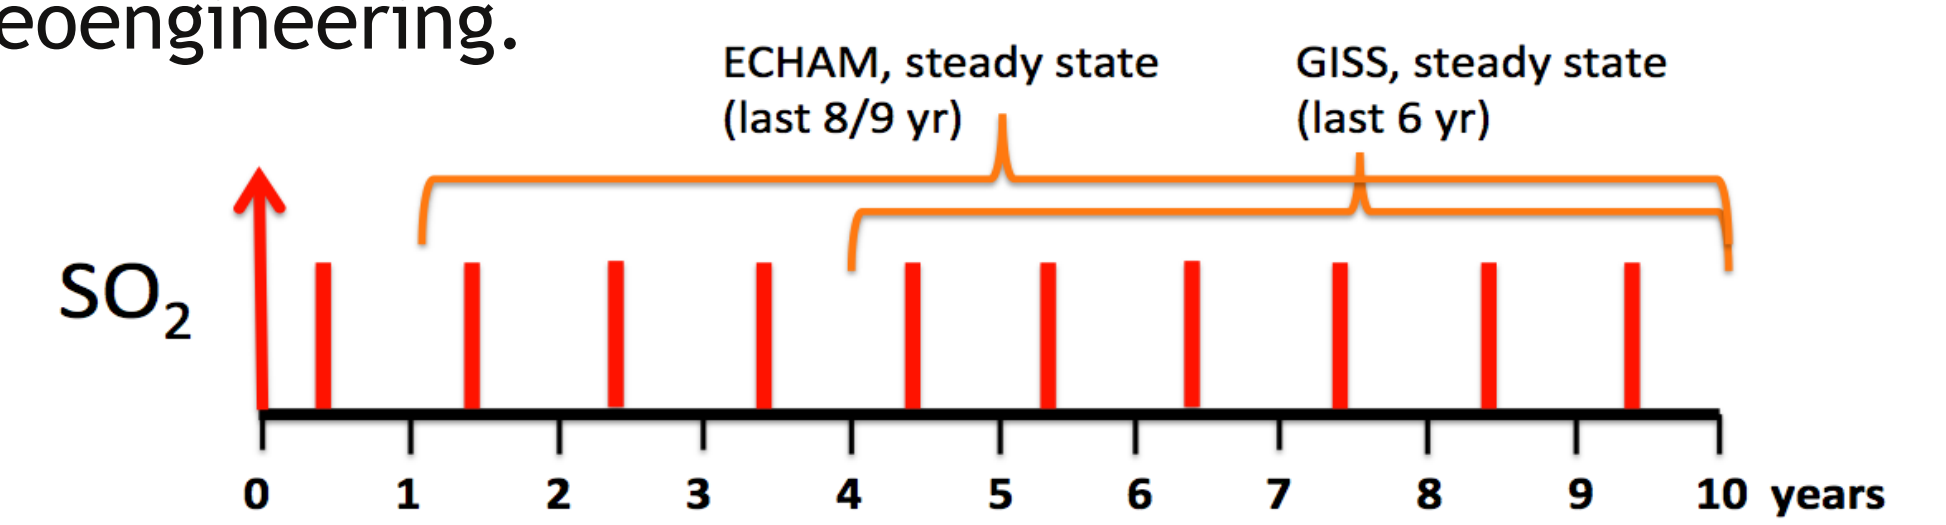 eoengineering.
ECHAM, steady state
(last 8/9 yr)
GISS, steady state
(last 6 yr)
SO₂
0 1 2 3 4 5 6 7 8 9 10 years